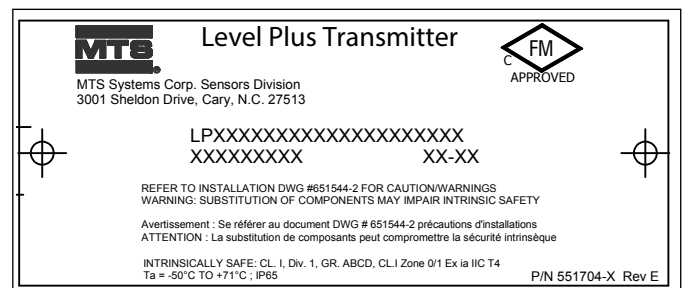 MTS
Level Plus Transmitter
FM
C
APPROVED
MTS Systems Corp. Sensors Division
3001 Sheldon Drive, Cary, N.C. 27513
LPXXXXXXXXXXXXXXXXXXXX
XXXXXXXXX XX-XX
REFER TO INSTALLATION DWG #651544-2 FOR CAUTION/WARNINGS
WARNING: SUBSTITUTION OF COMPONENTS MAY IMPAIR INTRINSIC SAFETY
Avertissement : Se référer au document DWG # 651544-2 précautions d'installations
ATTENTION : La substitution de composants peut compromettre la sécurité intrinsèque
INTRINSICALLY SAFE: CL. I, Div. 1, GR. ABCD, CL.I Zone 0/1 Ex ia IIC T4
Ta = -50°C TO +71°C ; IP65
P/N 551704-X Rev E